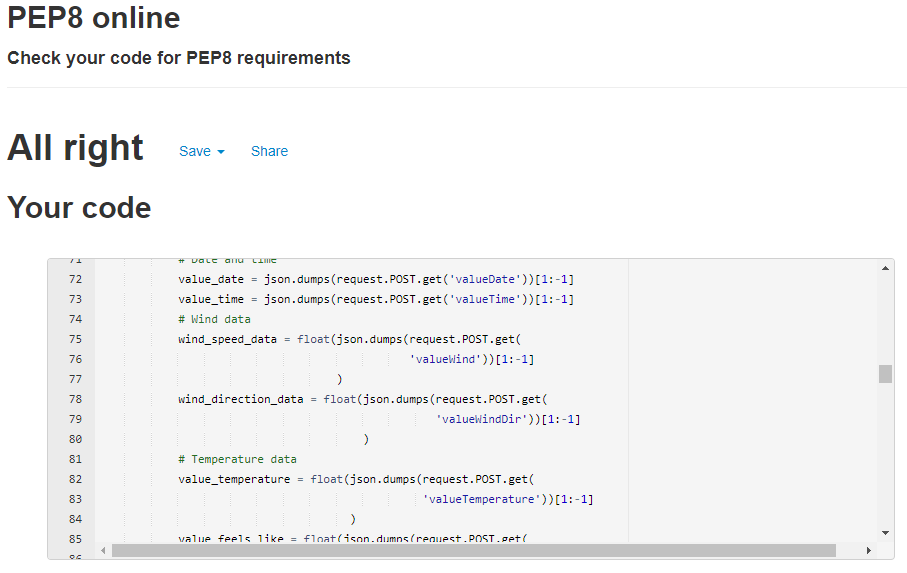 PEP8 online
Check your code for PEP8 requirements
All right Save Share
Your code
71 # Date and time
72 value_date = json.dumps(request.POST.get('valueDate'))[1:-1]
73 value_time = json.dumps(request.POST.get('valueTime'))[1:-1]
74 # Wind data
75 wind_speed_data = float(json.dumps(request.POST.get(
76 'valueWind'))[1:-1]
77 )
78 wind_direction_data = float(json.dumps(request.POST.get(
79 'valueWindDir'))[1:-1]
80 )
81 # Temperature data
82 value_temperature = float(json.dumps(request.POST.get(
83 'valueTemperature'))[1:-1]
84 )
85 value_feels_like = float(json.dumps(request.POST.get(
86